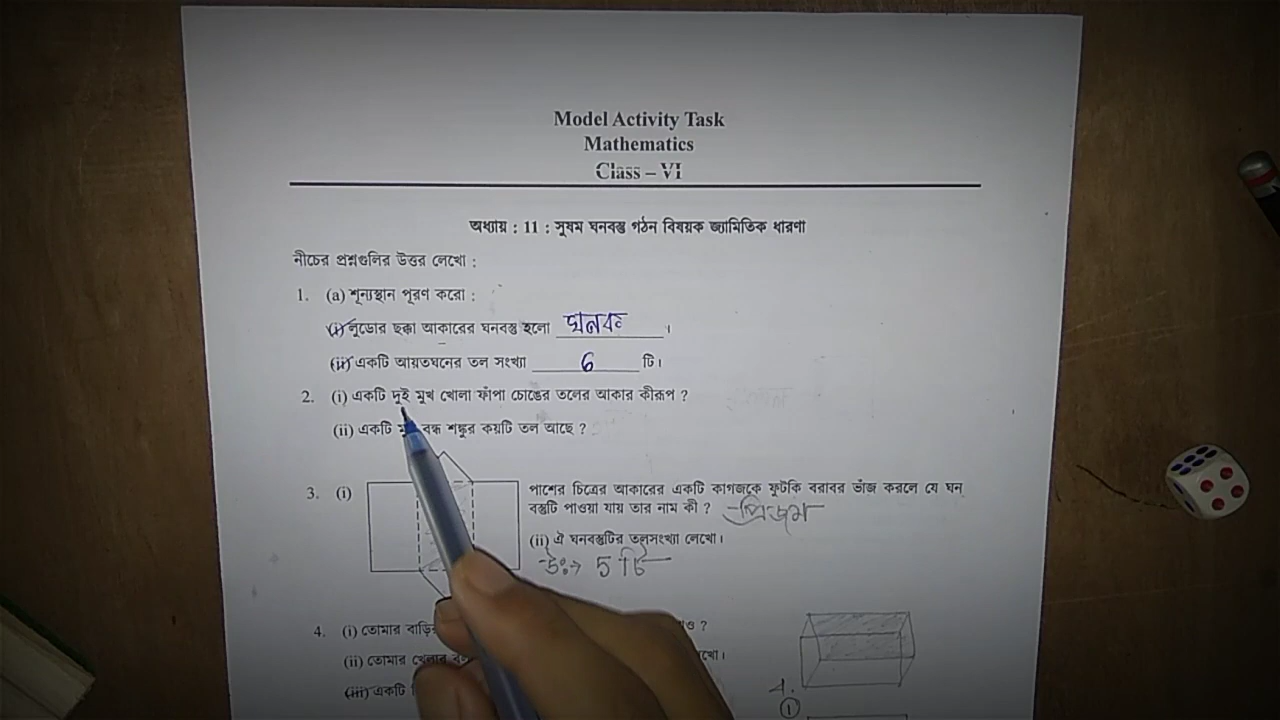 Model Activity Task
Mathematics
Class – VI
অধ্যায় : 11 : সুষম ঘনবস্তু গঠন বিষয়ক জ্যামিতিক ধারণা
নীচের প্রশ্নগুলির উত্তর লেখো :
1. (a) শূন্যস্থান পূরণ করো :
(i) লুডোর ছক্কা আকারের ঘনবস্তু হলো ঘনক ।
(ii) একটি আয়তঘনের তল সংখ্যা 6 টি।
2. (i) একটি দুই মুখ খোলা ফাঁপা চোঙের তলের আকার কীরূপ ?
(ii) একটি বন্ধ শঙ্কুর কয়টি তল আছে ?
3. (i) পাশের চিত্রের আকারের একটি কাগজকে ফুটকি বরাবর ভাঁজ করলে যে ঘন
বস্তুটি পাওয়া যায় তার নাম কী ? প্রিজম
(ii) ঐ ঘনবস্তুটির তলসংখ্যা লেখো।
উঃ→ 5 টি
4. (i) তোমার বাড়ির ?
(ii) তোমার খেলার
(iii) একটি
4.
1